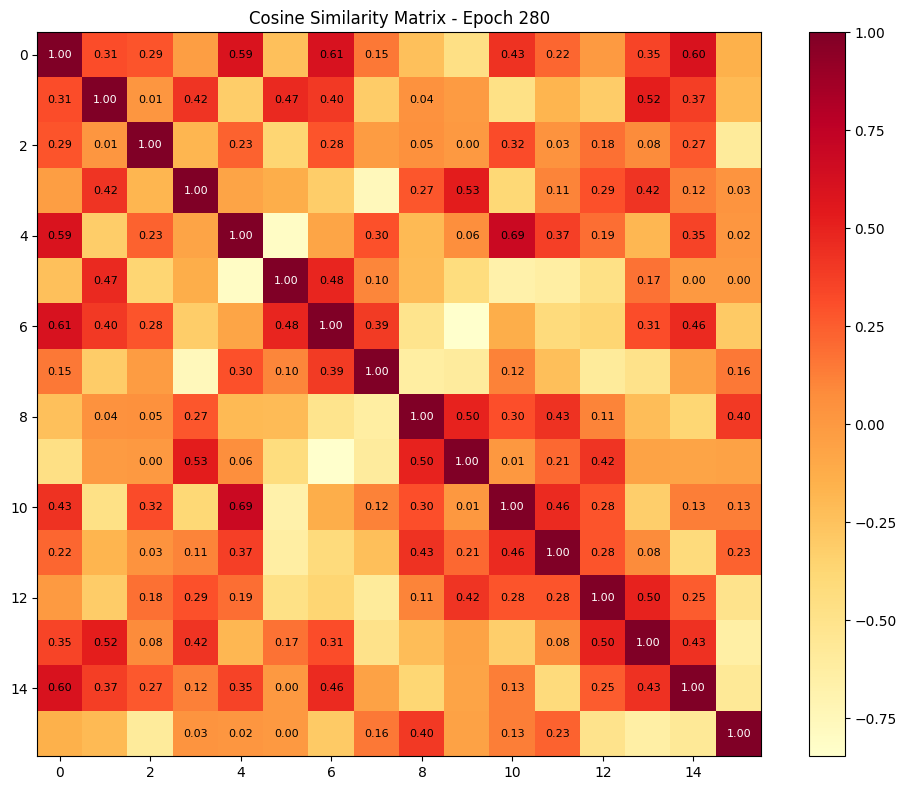 Cosine Similarity Matrix - Epoch 280
0 1.00 0.31 0.29 0.59 0.61 0.15 0.43 0.22 0.35 0.60
0.31 1.00 0.01 0.42 0.47 0.40 0.04 0.52 0.37
2 0.29 0.01 1.00 0.23 0.28 0.05 0.00 0.32 0.03 0.18 0.08 0.27
0.42 1.00 0.27 0.53 0.11 0.29 0.42 0.12 0.03
4 0.59 0.23 1.00 0.30 0.06 0.69 0.37 0.19 0.35 0.02
0.47 1.00 0.48 0.10 0.17 0.00 0.00
6 0.61 0.40 0.28 0.48 1.00 0.39 0.31 0.46
0.15 0.30 0.10 0.39 1.00 0.12 0.16
8 0.04 0.05 0.27 1.00 0.50 0.30 0.43 0.11 0.40
0.00 0.53 0.06 0.50 1.00 0.01 0.21 0.42
10 0.43 0.32 0.69 0.12 0.30 0.01 1.00 0.46 0.28 0.13 0.13
0.22 0.03 0.11 0.37 0.43 0.21 0.46 1.00 0.28 0.08 0.23
12 0.18 0.29 0.19 0.11 0.42 0.28 0.28 1.00 0.50 0.25
0.35 0.52 0.08 0.42 0.17 0.31 0.08 0.50 1.00 0.43
14 0.60 0.37 0.27 0.12 0.35 0.00 0.46 0.13 0.25 0.43 1.00
0.03 0.02 0.00 0.16 0.40 0.13 0.23 1.00
0 2 4 6 8 10 12 14
1.00
0.75
0.50
0.25
0.00
−0.25
−0.50
−0.75